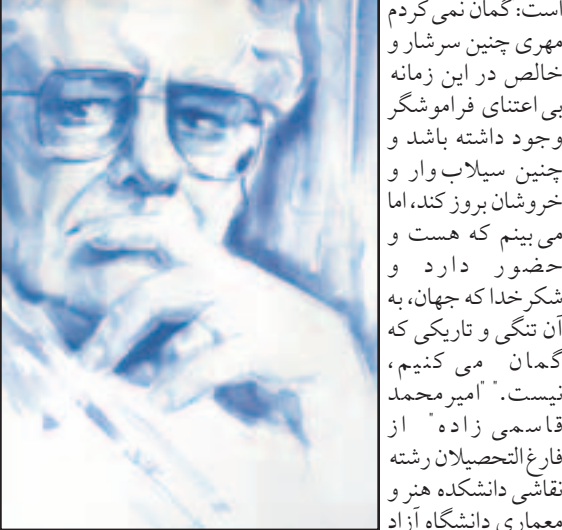 است: گمان نمی کردم
مهری چنین سرشار و
خالص در این زمانه
بی اعتنای فراموشگر
وجود داشته باشد و
چنین سیلاب وار و
خروشان بروز کند، اما
می بینم که هست و
حضور دارد و
شکر خدا که جهان، به
آن تنگی و تاریکی که
گمان می کنیم،
نیست." "امیر محمد
قاسمی زاده" از
فارغ التحصیلان رشته
نقاشی دانشکده هنر و
معماری دانشگاه آزاد